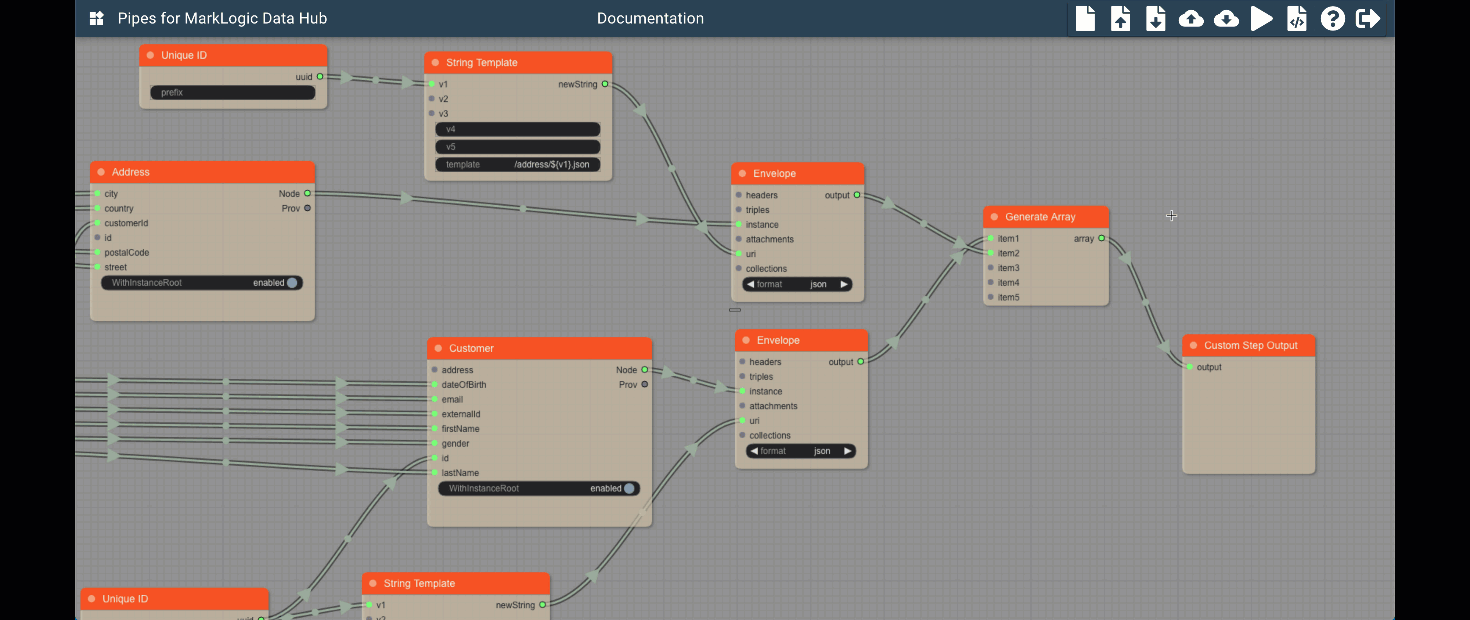 Pipes for MarkLogic Data Hub
Documentation
Unique ID
uuid
prefix
String Template
v1
newString
v2
v3
v4
v5
template /address/${v1}.json
Address
city
Node
country
Prov
customerId
id
postalCode
street
WithInstanceRoot enabled
Envelope
headers
output
triples
instance
attachments
uri
collections
format json
Generate Array
item1
array
item2
item3
item4
item5
Customer
address
Node
dateOfBirth
Prov
email
externalId
firstName
gender
id
lastName
WithInstanceRoot enabled
Envelope
headers
output
triples
instance
attachments
uri
collections
format json
Custom Step Output
output
Unique ID
uuid
String Template
v1
newString
v2